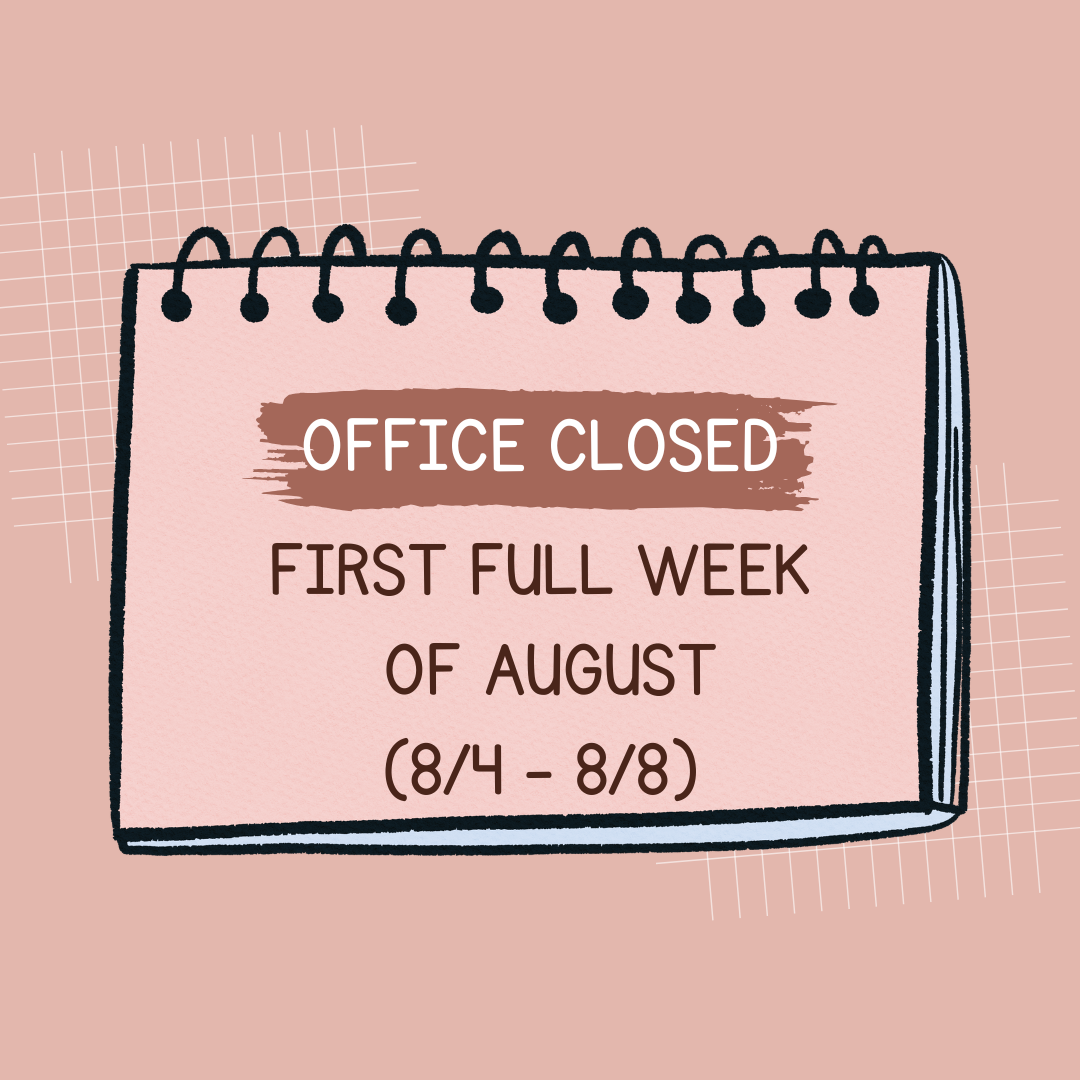 OFFICE CLOSED
FIRST FULL WEEK
OF AUGUST
(8/4 - 8/8)